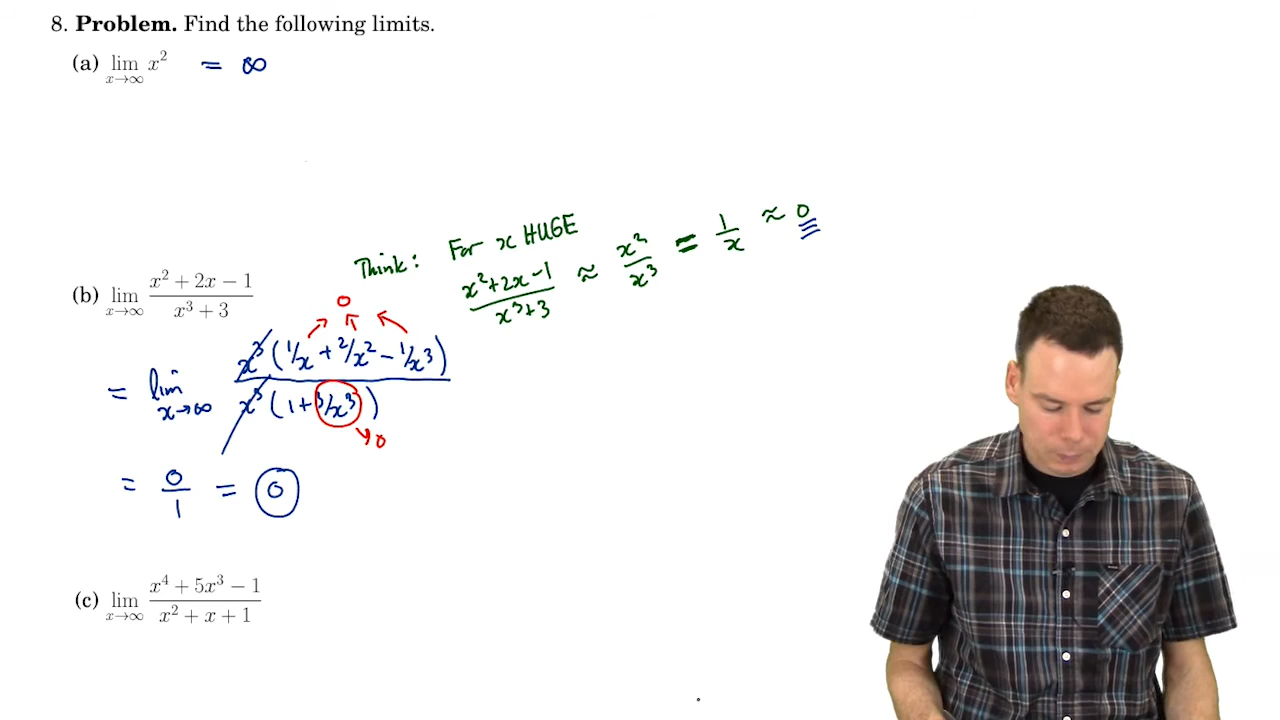 8. Problem. Find the following limits.
(a) lim x→∞ x² = ∞
Think: For x HUGE
(x²+2x-1)/(x³+3) ≈ x²/x³ = 1/x ≈ 0
(b) lim x→∞ (x² + 2x − 1)/(x³ + 3)
0
= lim x→∞ x³(1/x + 2/x² − 1/x³)/x³(1 + 3/x³)
0
= 0/1 = 0
(c) lim x→∞ (x⁴ + 5x³ − 1)/(x² + x + 1)